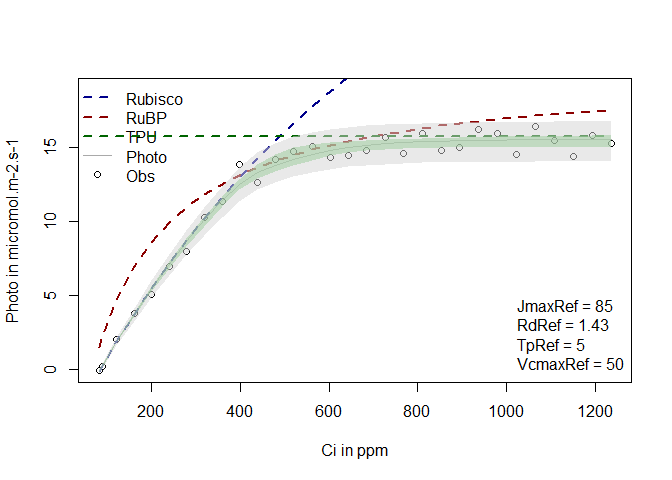 Rubisco
RuBP
TPU
Photo
Obs
15
10
5
0
Photo in micromol.m-2.s-1
JmaxRef = 85
RdRef = 1.43
TpRef = 5
VcmaxRef = 50
200 400 600 800 1000 1200
Ci in ppm